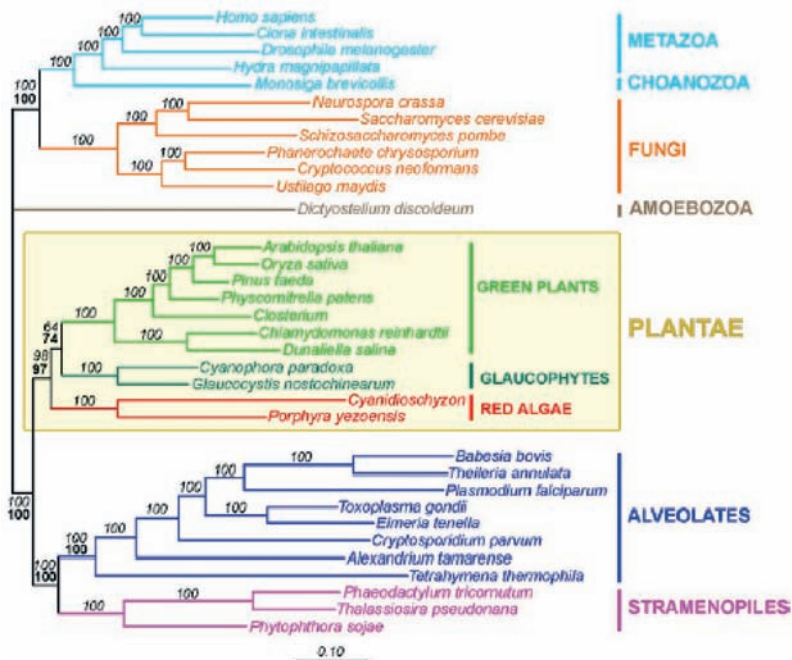 100 Homo sapiens
100 Ciona intestinalis
100 Drosophila melanogaster
METAZOA
100 Hydra magnipapillata
Monosiga brevicollis
CHOANOZOA
100
100
100 Neurospora crassa
100 Saccharomyces cerevisiae
Schizosaccharomyces pombe
100
100 Phanerochaete chrysosporium
FUNGI
100 Cryptococcus neoformans
Ustilago maydis
Dictyostelium discoideum
AMOEBOZOA
100 Arabidopsis thaliana
100 Oryza sativa
100 Pinus taeda
GREEN PLANTS
100 Physcomitrella patens
100 Closterium
PLANTAE
100 Chlamydomonas reinhardtii
64
74
Dunaliella salina
98
97
100 Cyanophora paradoxa
Glaucocystis nostochinearum
GLAUCOPHYTES
100 Cyanidioschyzon
Porphyra yezoensis
RED ALGAE
100 Babesia bovis
100 Theileria annulata
Plasmodium falciparum
100
100 Toxoplasma gondii
100
100
ALVEOLATES
Eimeria tenella
100 Cryptosporidium parvum
100
100
Alexandrium tamarense
Tetrahymena thermophila
100
100
100 Phaeodactylum tricornutum
100 Thalassiosira pseudonana
STRAMENOPILES
Phytophthora sojae
0.10